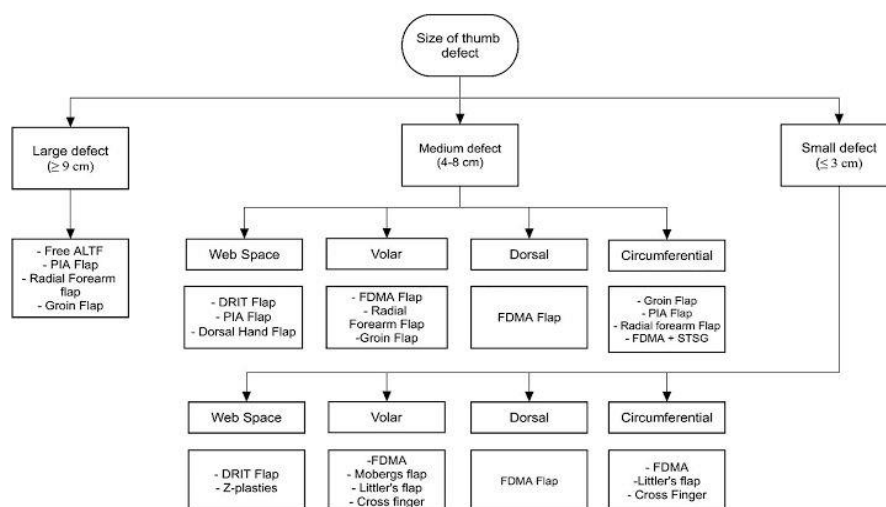 Size of thumb
defect
Large defect
(≥ 9 cm)
Medium defect
(4-8 cm)
Small defect
(≤ 3 cm)
- Free ALTF
- PIA Flap
- Radial Forearm
flap
- Groin Flap
Web Space
Volar
Dorsal
Circumferential
- DRIT Flap
- PIA Flap
- Dorsal Hand Flap
- FDMA Flap
- Radial
Forearm Flap
-Groin Flap
FDMA Flap
- Groin Flap
- PIA Flap
- Radial forearm Flap
- FDMA + STSG
Web Space
Volar
Dorsal
Circumferential
- DRIT Flap
- Z-plasties
-FDMA
- Mobergs flap
- Littler's flap
- Cross finger
FDMA Flap
- FDMA
-Littler's flap
- Cross Finger